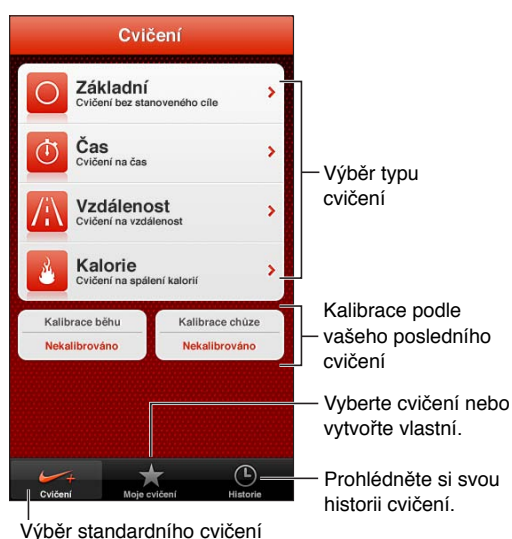 Cvičení
Základní
Cvičení bez stanoveného cíle
Čas
Cvičení na čas
Vzdálenost
Cvičení na vzdálenost
Kalorie
Cvičení na spálení kalorií
Výběr typu
cvičení
Kalibrace běhu
Nekalibrováno
Kalibrace chůze
Nekalibrováno
Kalibrace podle
vašeho posledního
cvičení
Vyberte cvičení nebo
vytvořte vlastní.
Cvičení
Moje cvičení
Historie
Prohlédněte si svou
historii cvičení.
Výběr standardního cvičení